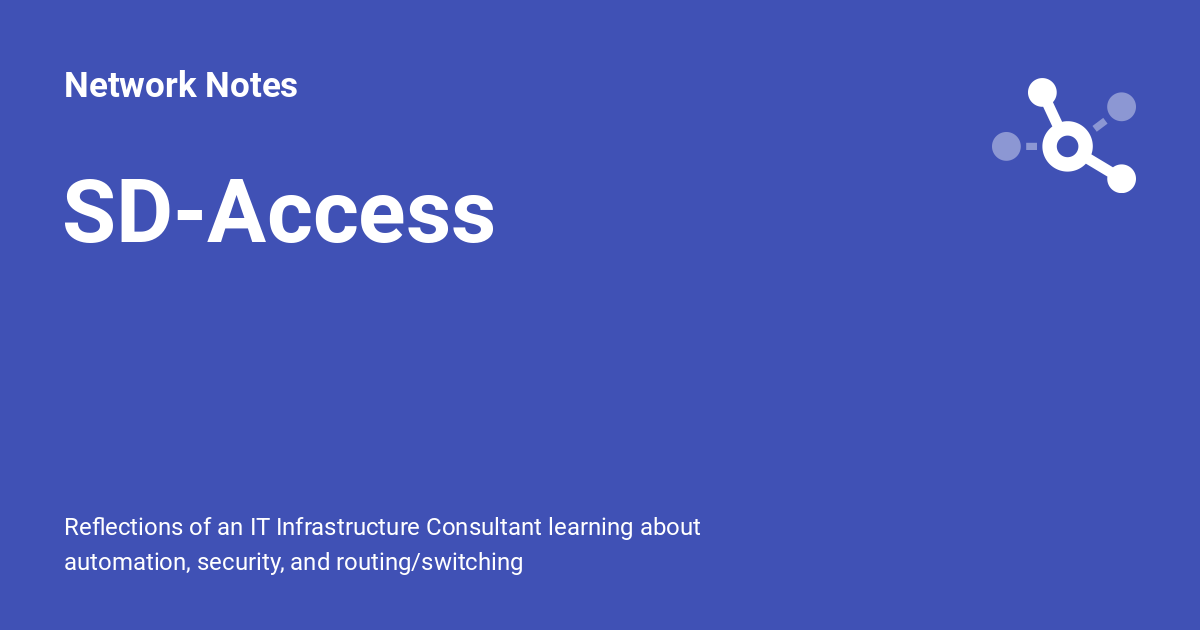 Network Notes
SD-Access
Reflections of an IT Infrastructure Consultant learning about
automation, security, and routing/switching